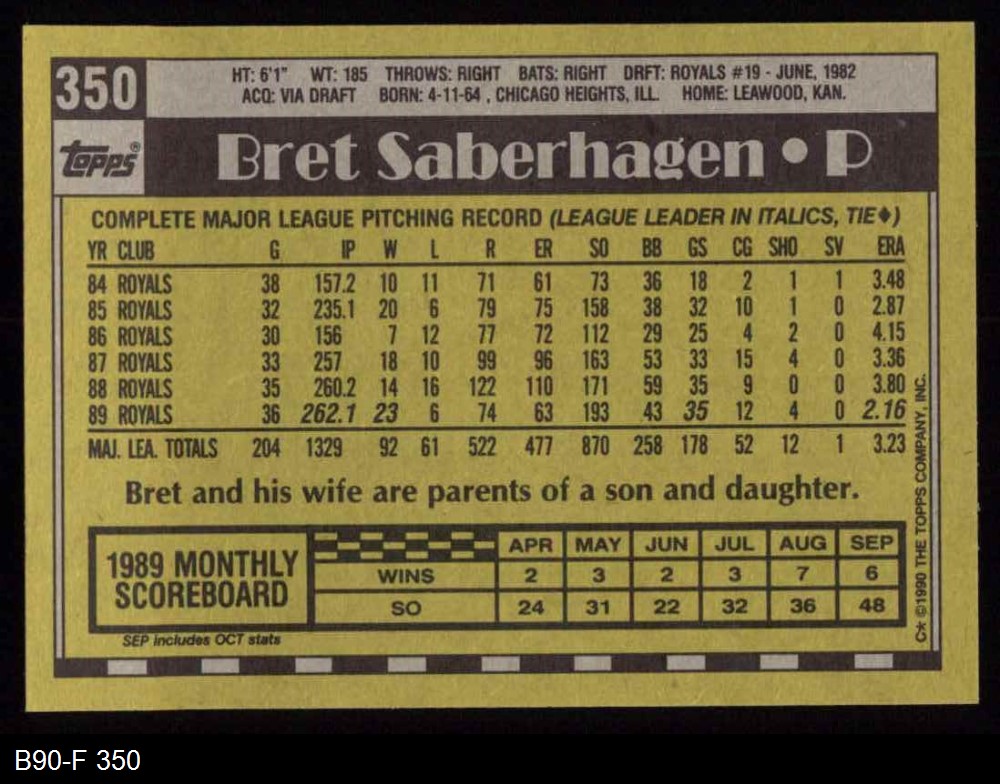 350
HT: 6'1" WT: 185 THROWS: RIGHT BATS: RIGHT DRFT: ROYALS #19 - JUNE, 1982
ACQ: VIA DRAFT BORN: 4-11-64 , CHICAGO HEIGHTS, ILL. HOME: LEAWOOD, KAN.
Topps®
Bret Saberhagen • P
COMPLETE MAJOR LEAGUE PITCHING RECORD (LEAGUE LEADER IN ITALICS, TIE♦)
YR CLUB G IP W L R ER SO BB GS CG SHO SV ERA
84 ROYALS 38 157.2 10 11 71 61 73 36 18 2 1 1 3.48
85 ROYALS 32 235.1 20 6 79 75 158 38 32 10 1 0 2.87
86 ROYALS 30 156 7 12 77 72 112 29 25 4 2 0 4.15
87 ROYALS 33 257 18 10 99 96 163 53 33 15 4 0 3.36
88 ROYALS 35 260.2 14 16 122 110 171 59 35 9 0 0 3.80
89 ROYALS 36 262.1 23 6 74 63 193 43 35 12 4 0 2.16
MAJ. LEA. TOTALS 204 1329 92 61 522 477 870 258 178 52 12 1 3.23
Bret and his wife are parents of a son and daughter.
1989 MONTHLY
SCOREBOARD
APR MAY JUN JUL AUG SEP
WINS 2 3 2 3 7 6
SO 24 31 22 32 36 48
SEP includes OCT stats
C* ©1990 THE TOPPS COMPANY, INC.
B90-F 350